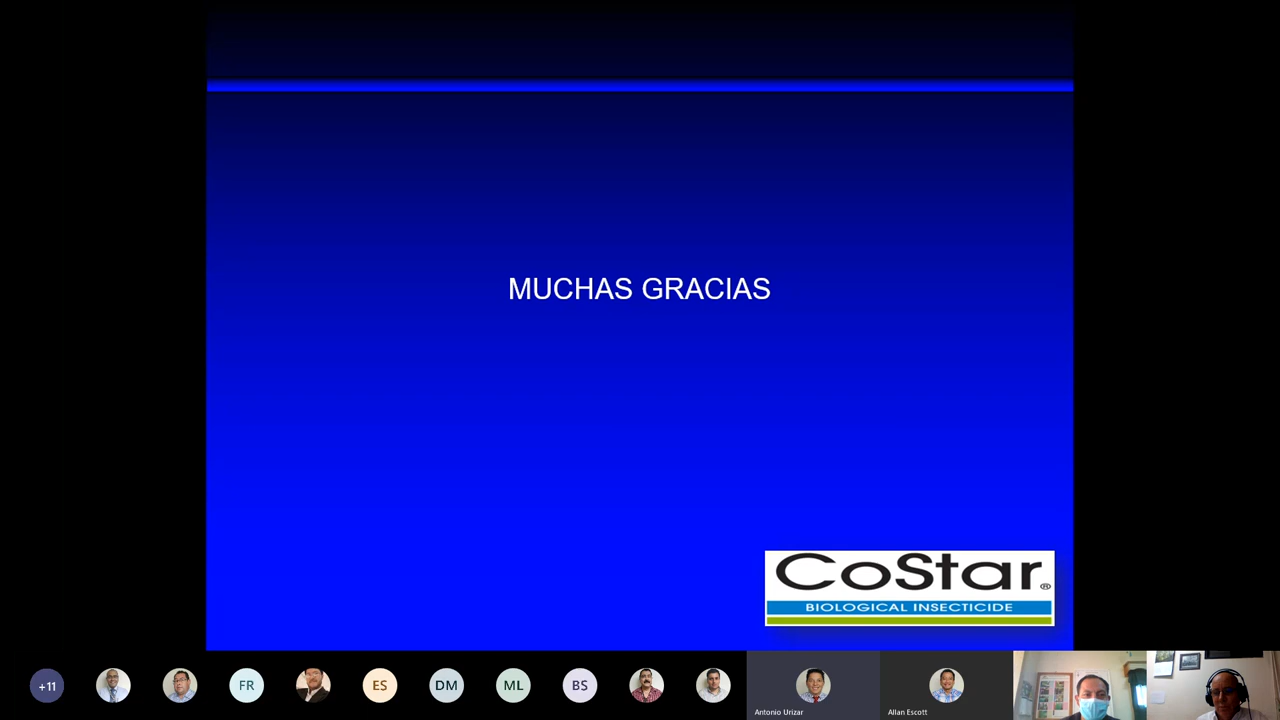 MUCHAS GRACIAS
CoStar®
BIOLOGICAL INSECTICIDE
+11
FR
ES
DM
ML
BS
Antonio Urizar
Allan Escott